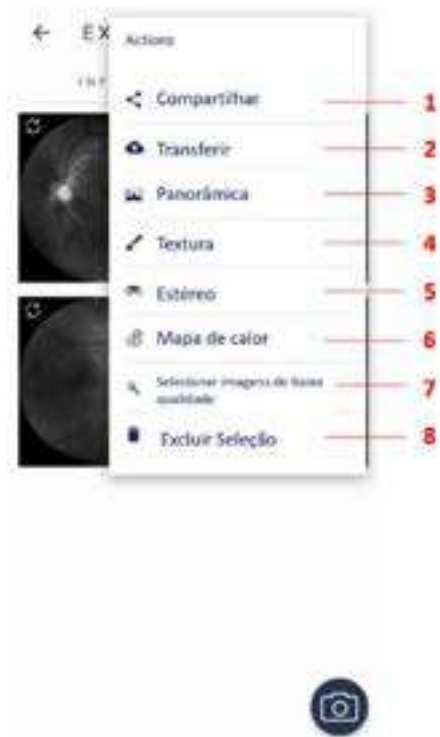 EX
Actions
Compartilhar 1
Transferir 2
Panorâmica 3
Textura 4
Estéreo 5
Mapa de calor 6
Selecionar imagens de baixa 7
qualidade
Excluir Seleção 8